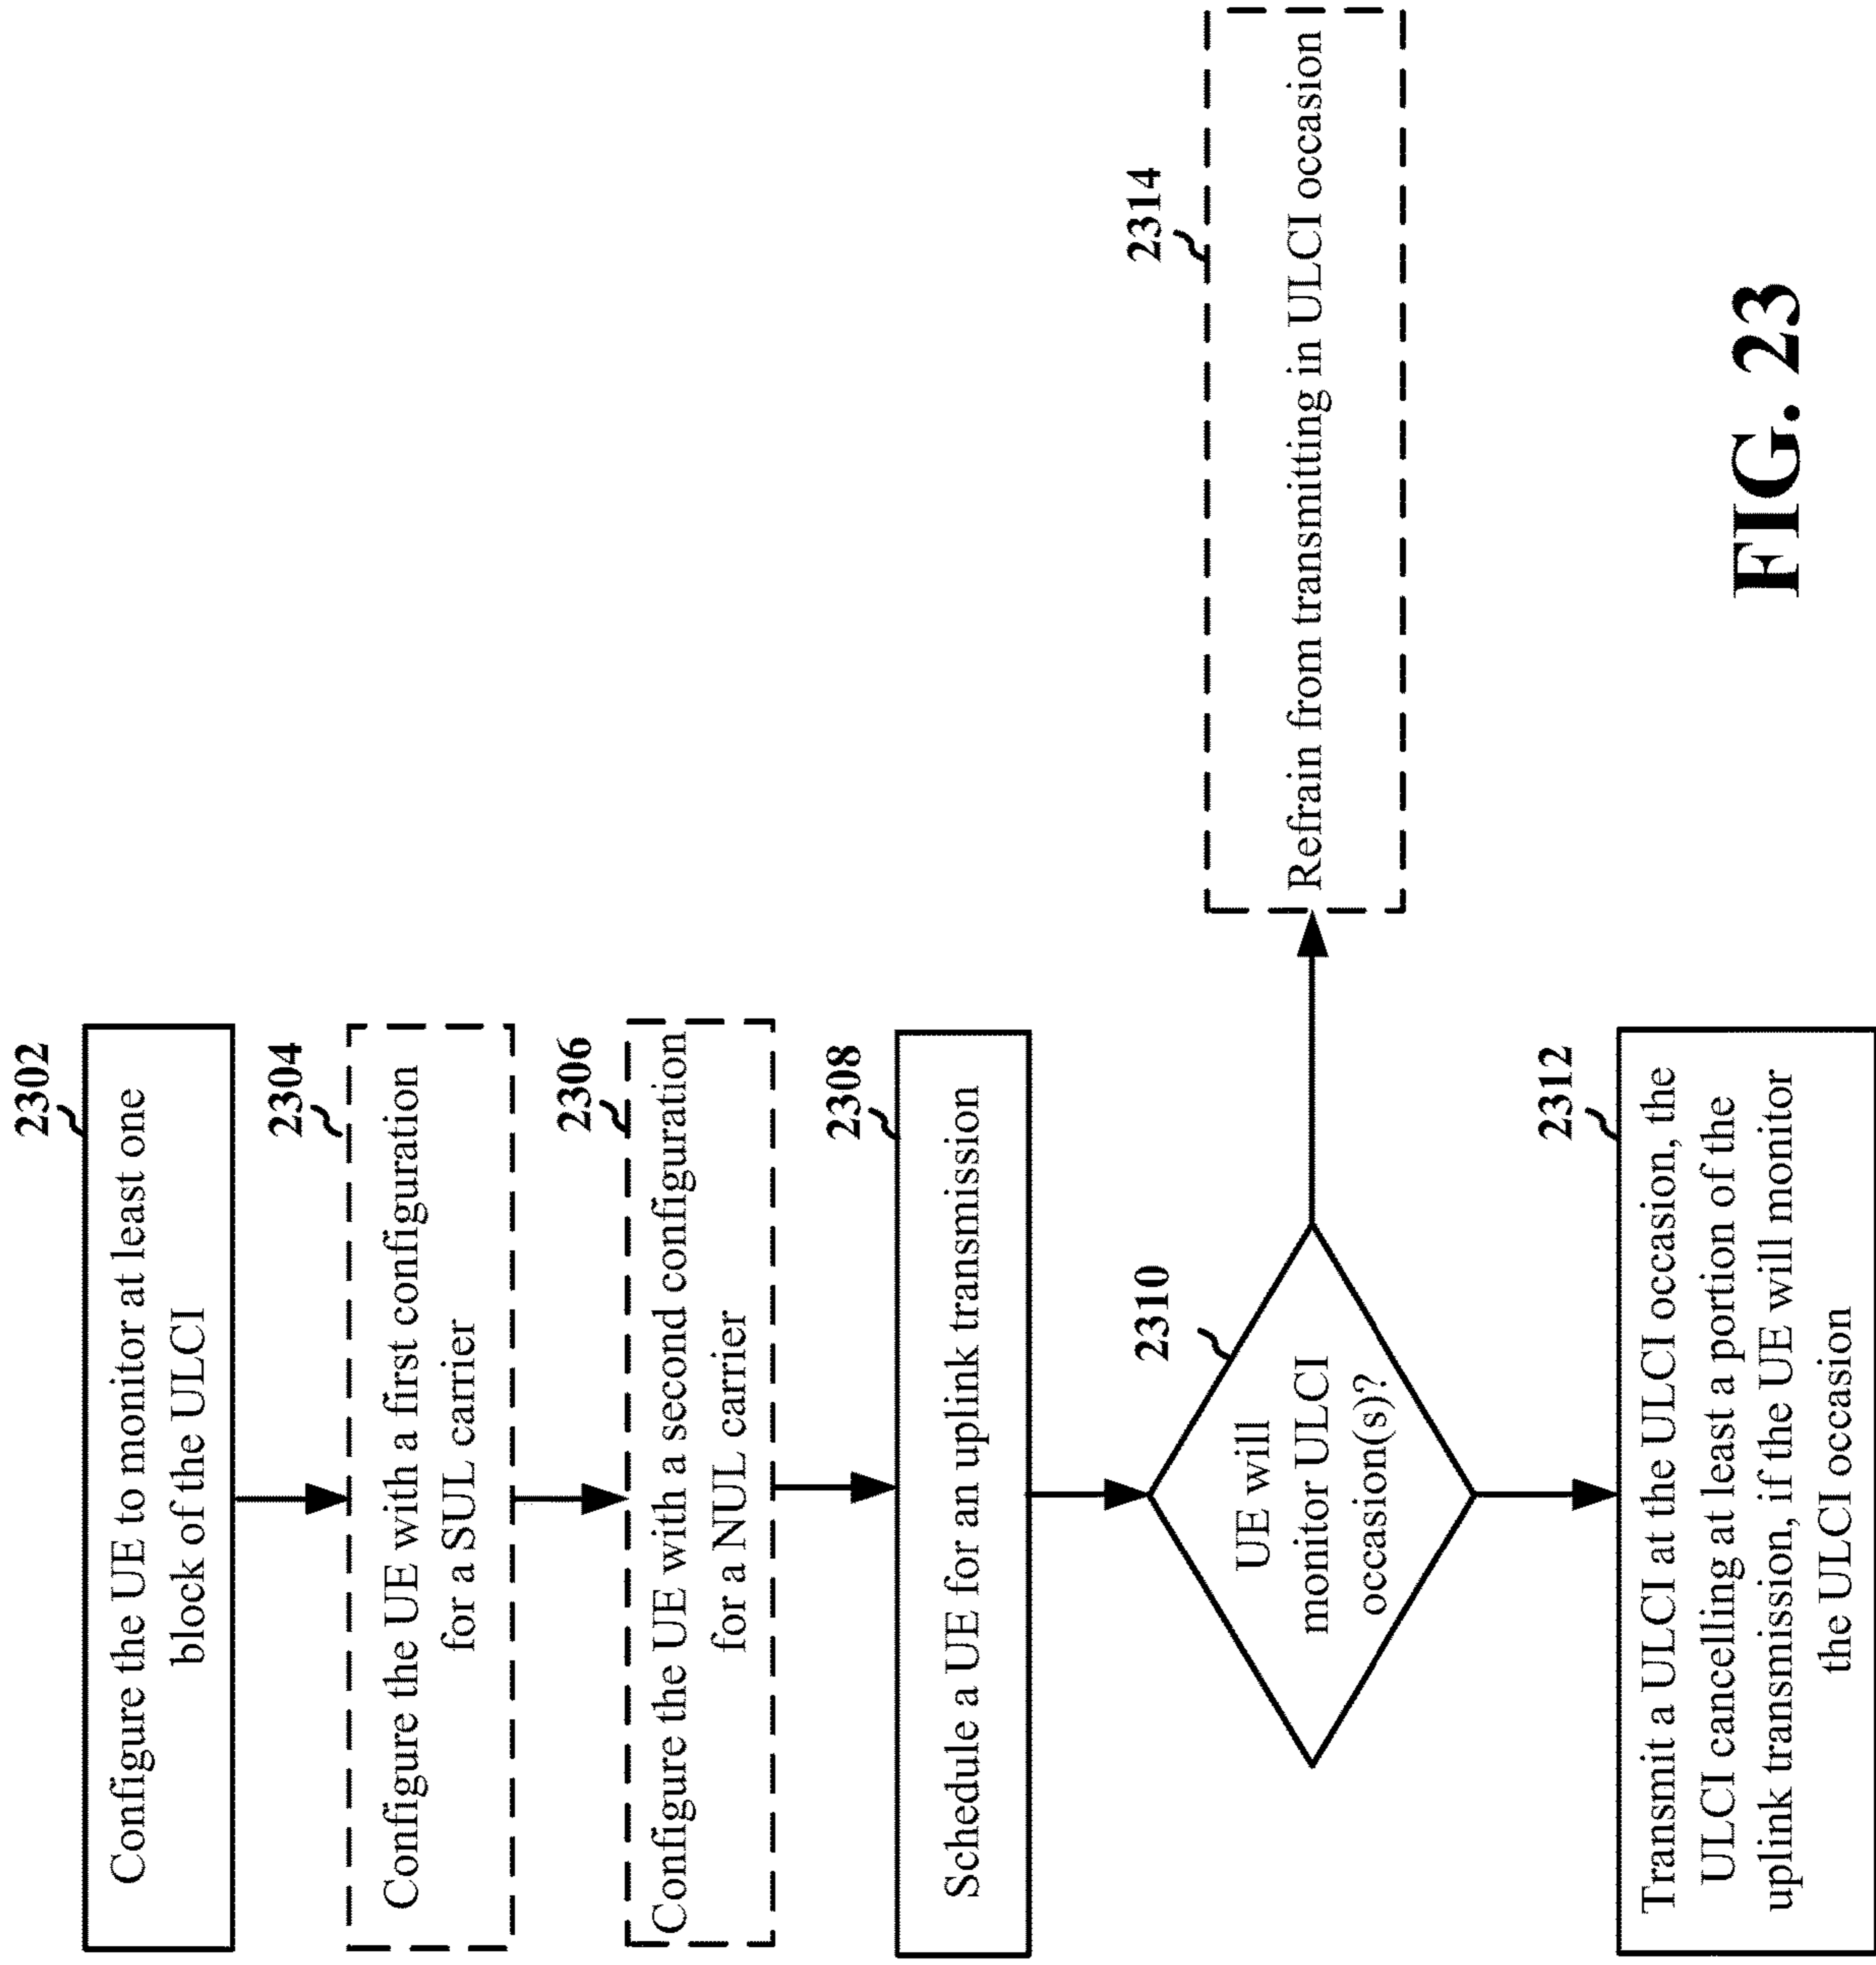 2302
Configure the UE to monitor at least one
block of the ULCI
2304
Configure the UE with a first configuration
for a SUL carrier
2306
Configure the UE with a second configuration
for a NUL carrier
2308
Schedule a UE for an uplink transmission
2310
UE will
monitor ULCI
occasion(s)?
2314
Refrain from transmitting in ULCI occasion
2312
Transmit a ULCI at the ULCI occasion, the
ULCI cancelling at least a portion of the
uplink transmission, if the UE will monitor
the ULCI occasion
FIG. 23